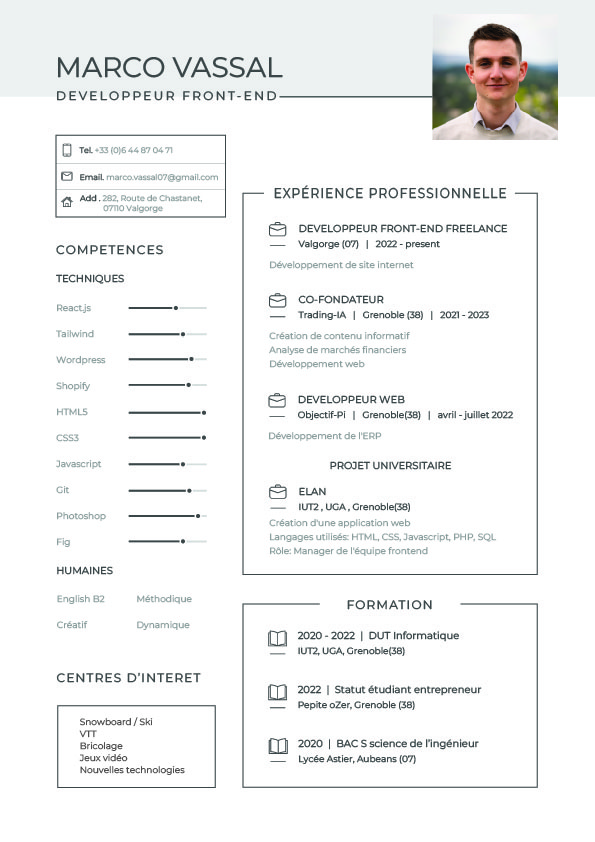 MARCO VASSAL
DEVELOPPEUR FRONT-END
Tel. +33 (0)6 44 87 04 71
Email. marco.vassal07@gmail.com
Add . 282, Route de Chastanet,
07110 Valgorge
COMPETENCES
TECHNIQUES
React.js
Tailwind
Wordpress
Shopify
HTML5
CSS3
Javascript
Git
Photoshop
Fig
HUMAINES
English B2 Méthodique
Créatif Dynamique
CENTRES D'INTERET
Snowboard / Ski
VTT
Bricolage
Jeux vidéo
Nouvelles technologies
EXPÉRIENCE PROFESSIONNELLE
DEVELOPPEUR FRONT-END FREELANCE
Valgorge (07) | 2022 - present
Développement de site internet
CO-FONDATEUR
Trading-IA | Grenoble (38) | 2021 - 2023
Création de contenu informatif
Analyse de marchés financiers
Développement web
DEVELOPPEUR WEB
Objectif-Pi | Grenoble(38) | avril - juillet 2022
Développement de l'ERP
PROJET UNIVERSITAIRE
ELAN
IUT2 , UGA , Grenoble(38)
Création d'une application web
Langages utilisés: HTML, CSS, Javascript, PHP, SQL
Rôle: Manager de l'équipe frontend
FORMATION
2020 - 2022 | DUT Informatique
IUT2, UGA, Grenoble(38)
2022 | Statut étudiant entrepreneur
Pepite oZer, Grenoble (38)
2020 | BAC S science de l'ingénier
Lycée Astier, Aubeans (07)